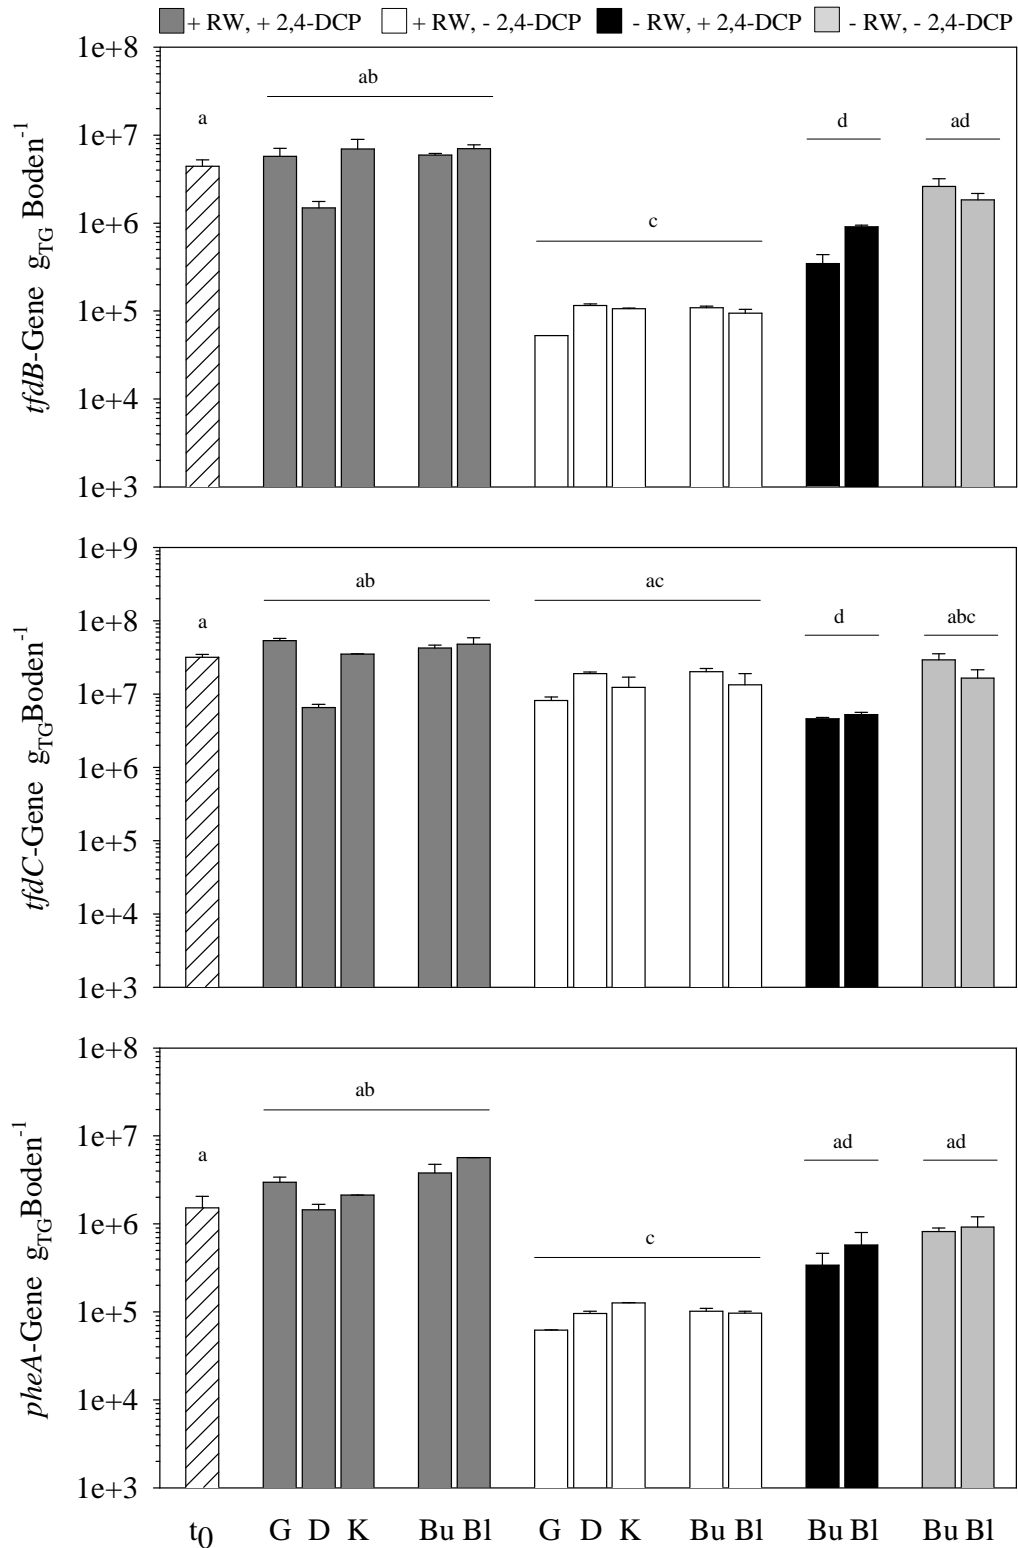 + RW, + 2,4-DCP + RW, - 2,4-DCP - RW, + 2,4-DCP - RW, - 2,4-DCP
1e+8
1e+7
1e+6
1e+5
1e+4
1e+3
tfdB-Gene g_TG Boden^-1
a
ab
c
d
ad
1e+9
1e+8
1e+7
1e+6
1e+5
1e+4
1e+3
tfdC-Gene g_TGBoden^-1
a
ab
ac
d
abc
1e+8
1e+7
1e+6
1e+5
1e+4
1e+3
pheA-Gene g_TGBoden^-1
a
ab
c
ad
ad
t0 G D K Bu Bl G D K Bu Bl Bu Bl Bu Bl